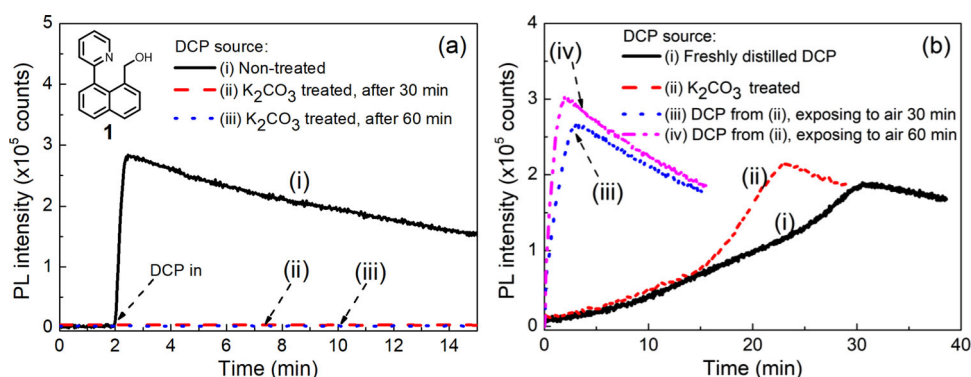 (a)
DCP source:
(i) Non-treated
(ii) K₂CO₃ treated, after 30 min
(iii) K₂CO₃ treated, after 60 min
N
OH
1
(i)
DCP in
(ii)
(iii)
PL intensity (x10⁵ counts)
5
4
3
2
1
0
0 2 4 6 8 10 12 14
Time (min)
(b)
DCP source:
(i) Freshly distilled DCP
(ii) K₂CO₃ treated
(iii) DCP from (ii), exposing to air 30 min
(iv) DCP from (ii), exposing to air 60 min
(iv)
(iii)
(ii)
(i)
PL intensity (x10⁵ counts)
4
3
2
1
0
0 10 20 30 40
Time (min)